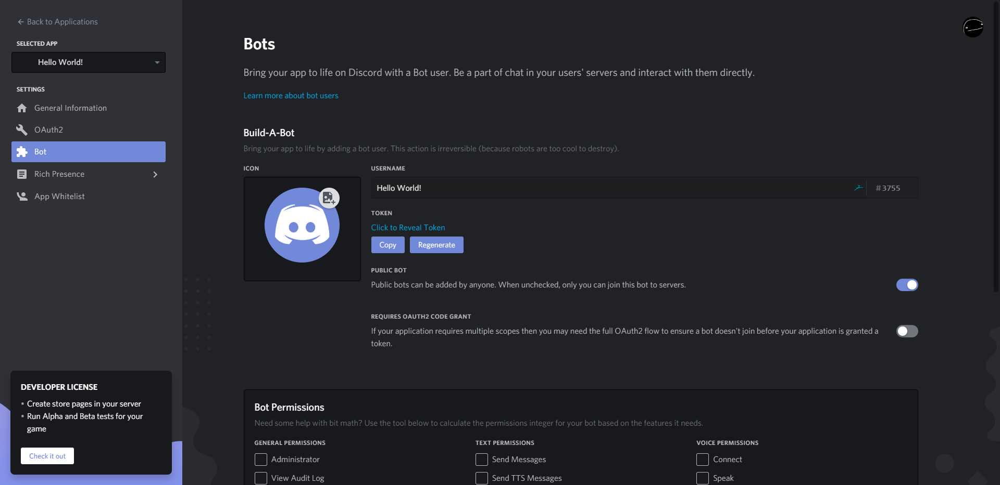 Back to Applications
SELECTED APP
Hello World!
SETTINGS
General Information
OAuth2
Bot
Rich Presence
App Whitelist
DEVELOPER LICENSE
Create store pages in your server
Run Alpha and Beta tests for your
game
Check it out
Bots
Bring your app to life on Discord with a Bot user. Be a part of chat in your users' servers and interact with them directly.
Learn more about bot users
Build-A-Bot
Bring your app to life by adding a bot user. This action is irreversible (because robots are too cool to destroy).
ICON
USERNAME
Hello World!
#3755
TOKEN
Click to Reveal Token
Copy
Regenerate
PUBLIC BOT
Public bots can be added by anyone. When unchecked, only you can join this bot to servers.
REQUIRES OAUTH2 CODE GRANT
If your application requires multiple scopes then you may need the full OAuth2 flow to ensure a bot doesn't join before your application is granted a
token.
Bot Permissions
Need some help with bit math? Use the tool below to calculate the permissions integer for your bot based on the features it needs.
GENERAL PERMISSIONS
Administrator
View Audit Log
TEXT PERMISSIONS
Send Messages
Send TTS Messages
VOICE PERMISSIONS
Connect
Speak